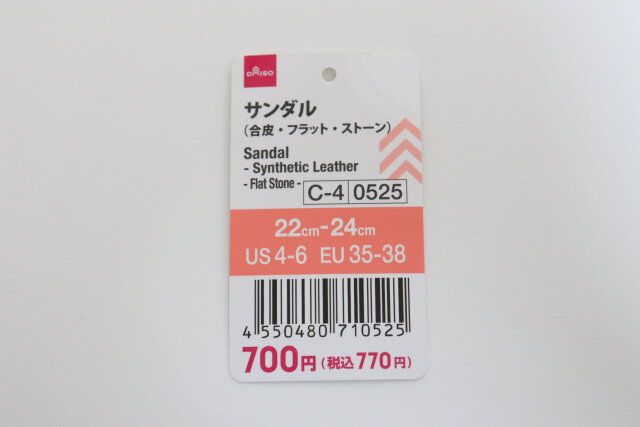 DAISO
サンダル
(合皮・フラット・ストーン)
Sandal
- Synthetic Leather
- Flat Stone -
C-4 0525
22cm-24cm
US 4-6 EU 35-38
4 550480 710525
700円(税込770円)